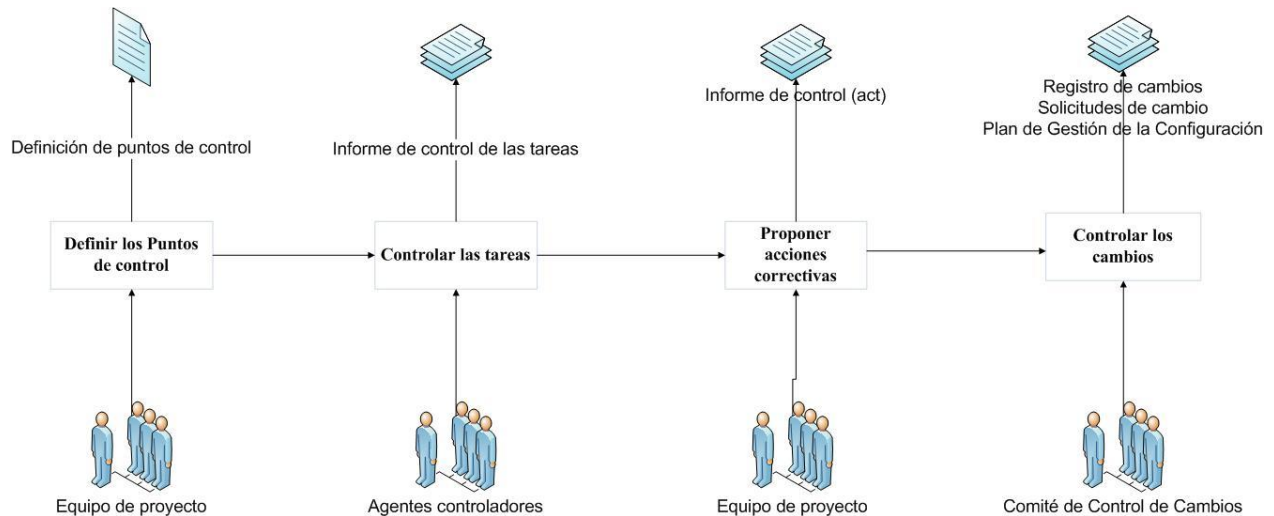 Definición de puntos de control
Informe de control de las tareas
Informe de control (act)
Registro de cambios
Solicitudes de cambio
Plan de Gestión de la Configuración
Definir los Puntos
de control
Controlar las tareas
Proponer
acciones
correctivas
Controlar los
cambios
Equipo de proyecto
Agentes controladores
Equipo de proyecto
Comité de Control de Cambios